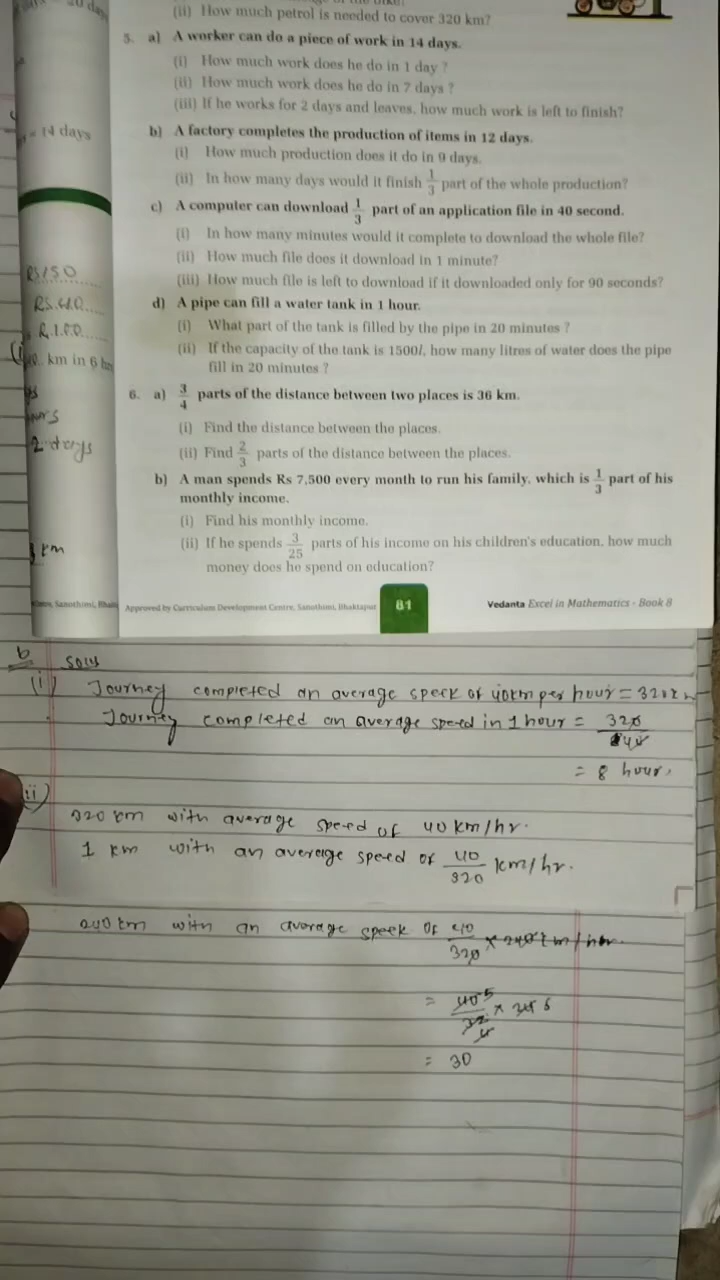 (ii) How much petrol is needed to cover 320 km?
5. a) A worker can do a piece of work in 14 days.
(i) How much work does he do in 1 day ?
(ii) How much work does he do in 7 days ?
(iii) If he works for 2 days and leaves, how much work is left to finish?
= 14 days
b) A factory completes the production of items in 12 days.
(i) How much production does it do in 9 days.
(ii) In how many days would it finish 1/3 part of the whole production?
c) A computer can download 1/3 part of an application file in 40 second.
(i) In how many minutes would it complete to download the whole file?
(ii) How much file does it download in 1 minute?
(iii) How much file is left to download if it downloaded only for 90 seconds?
RS150
d) A pipe can fill a water tank in 1 hour.
(i) What part of the tank is filled by the pipe in 20 minutes ?
(ii) If the capacity of the tank is 1500l, how many litres of water does the pipe
fill in 20 minutes ?
km in 6
6. a) 3/4 parts of the distance between two places is 36 km.
(i) Find the distance between the places.
(ii) Find 2/3 parts of the distance between the places.
2 days
b) A man spends Rs 7,500 every month to run his family, which is 1/3 part of his
monthly income.
(i) Find his monthly income.
(ii) If he spends 3/25 parts of his income on his children's education, how much
money does he spend on education?
km
Approved by Curriculum Development Centre, Sanothimi, Bhaktapur 81 Vedanta Excel in Mathematics - Book 8
b soln
(i) Journey completed an average speek of 40km per hour = 320km
Journey completed an average speed in 1 hour = 320/40
= 8 hour,
(ii)
320 km with average speed of 40 km/hr.
1 km with an average speed of 40/320 km/hr.
240 km with an average speek of 40/320 × 240 km/hr.
= 40 5/32 4 × 24 6
= 30